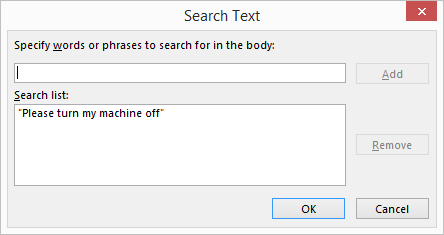 Search Text
Specify words or phrases to search for in the body:
Add
Search list:
"Please turn my machine off"
Remove
OK
Cancel